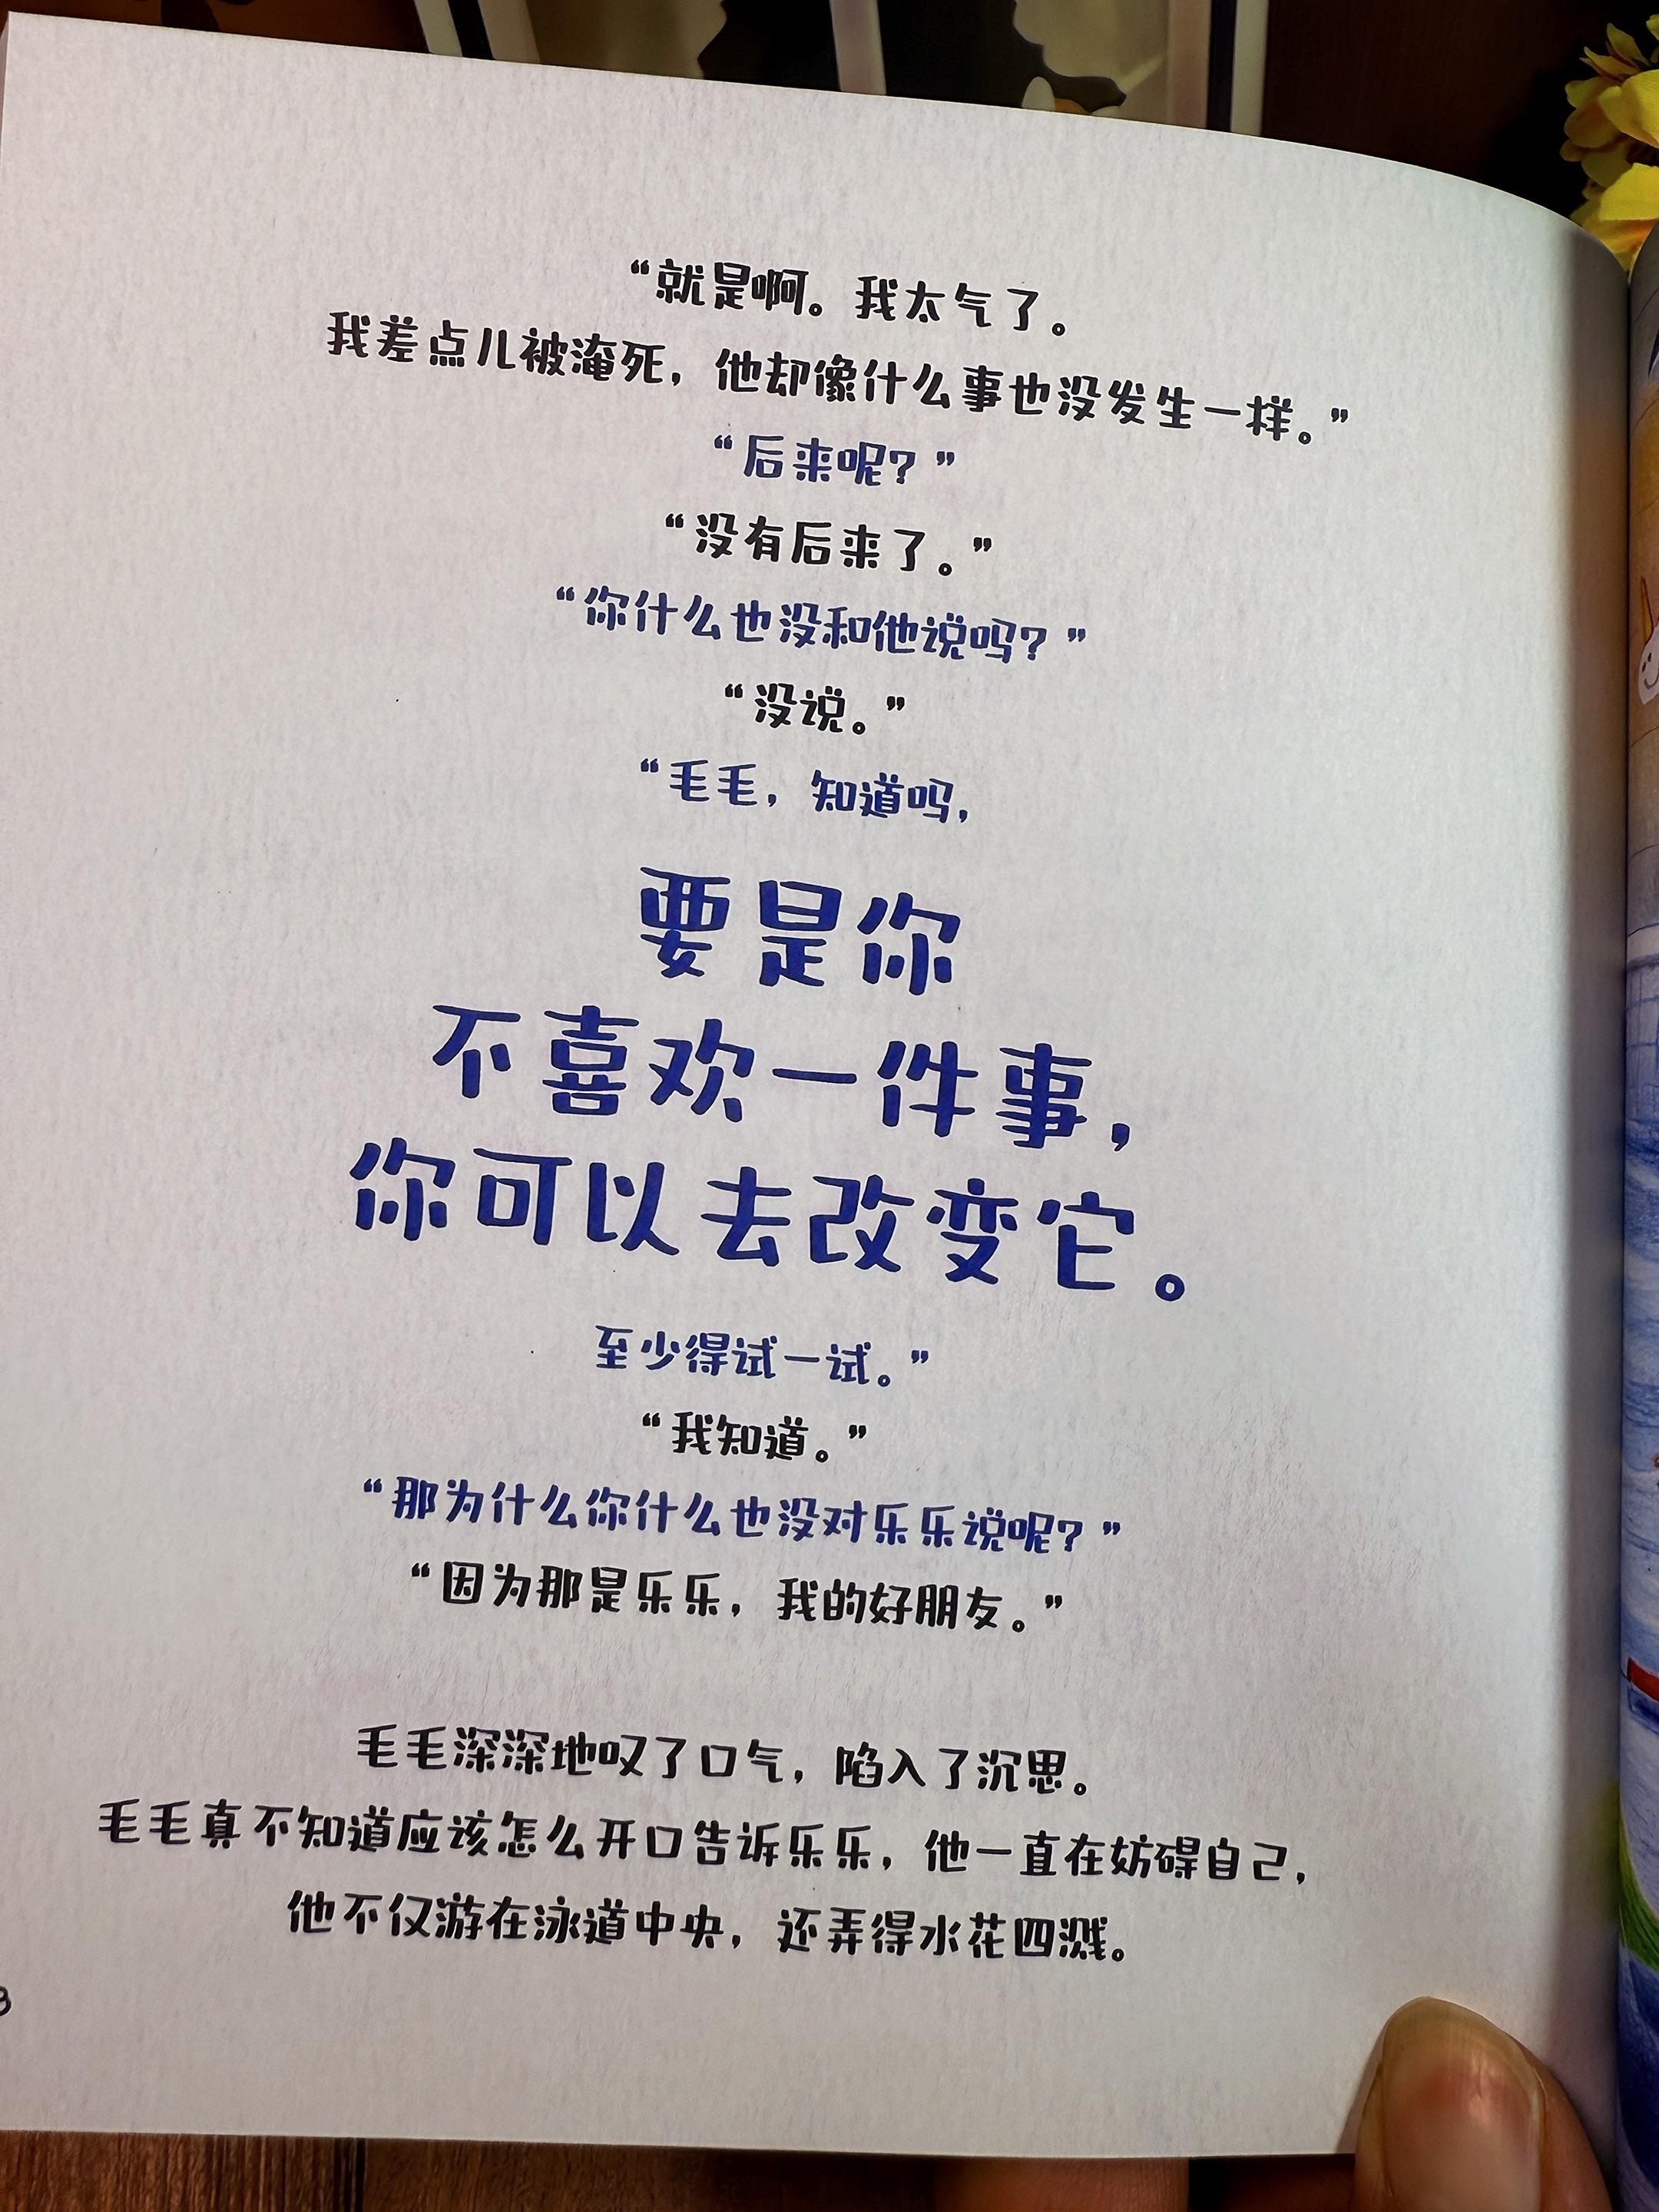 “就是啊。我太气了。
我差点儿被淹死，他却像什么事也没发生一样。”
“后来呢？”
“没有后来了。”
“你什么也没和他说吗？”
“没说。”
“毛毛，知道吗，
要是你
不喜欢一件事，
你可以去改变它。
至少得试一试。”
“我知道。”
“那为什么你什么也没对乐乐说呢？”
“因为那是乐乐，我的好朋友。”
毛毛深深地叹了口气，陷入了沉思。
毛毛真不知道应该怎么开口告诉乐乐，他一直在妨碍自己，
他不仅游在泳道中央，还弄得水花四溅。